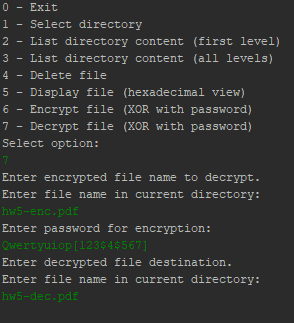 0 - Exit
1 - Select directory
2 - List directory content (first level)
3 - List directory content (all levels)
4 - Delete file
5 - Display file (hexadecimal view)
6 - Encrypt file (XOR with password)
7 - Decrypt file (XOR with password)
Select option:
7
Enter encrypted file name to decrypt.
Enter file name in current directory:
hw5-enc.pdf
Enter password for encryption:
Qwertyuiop[123$4$567]
Enter decrypted file destination.
Enter file name in current directory:
hw5-dec.pdf